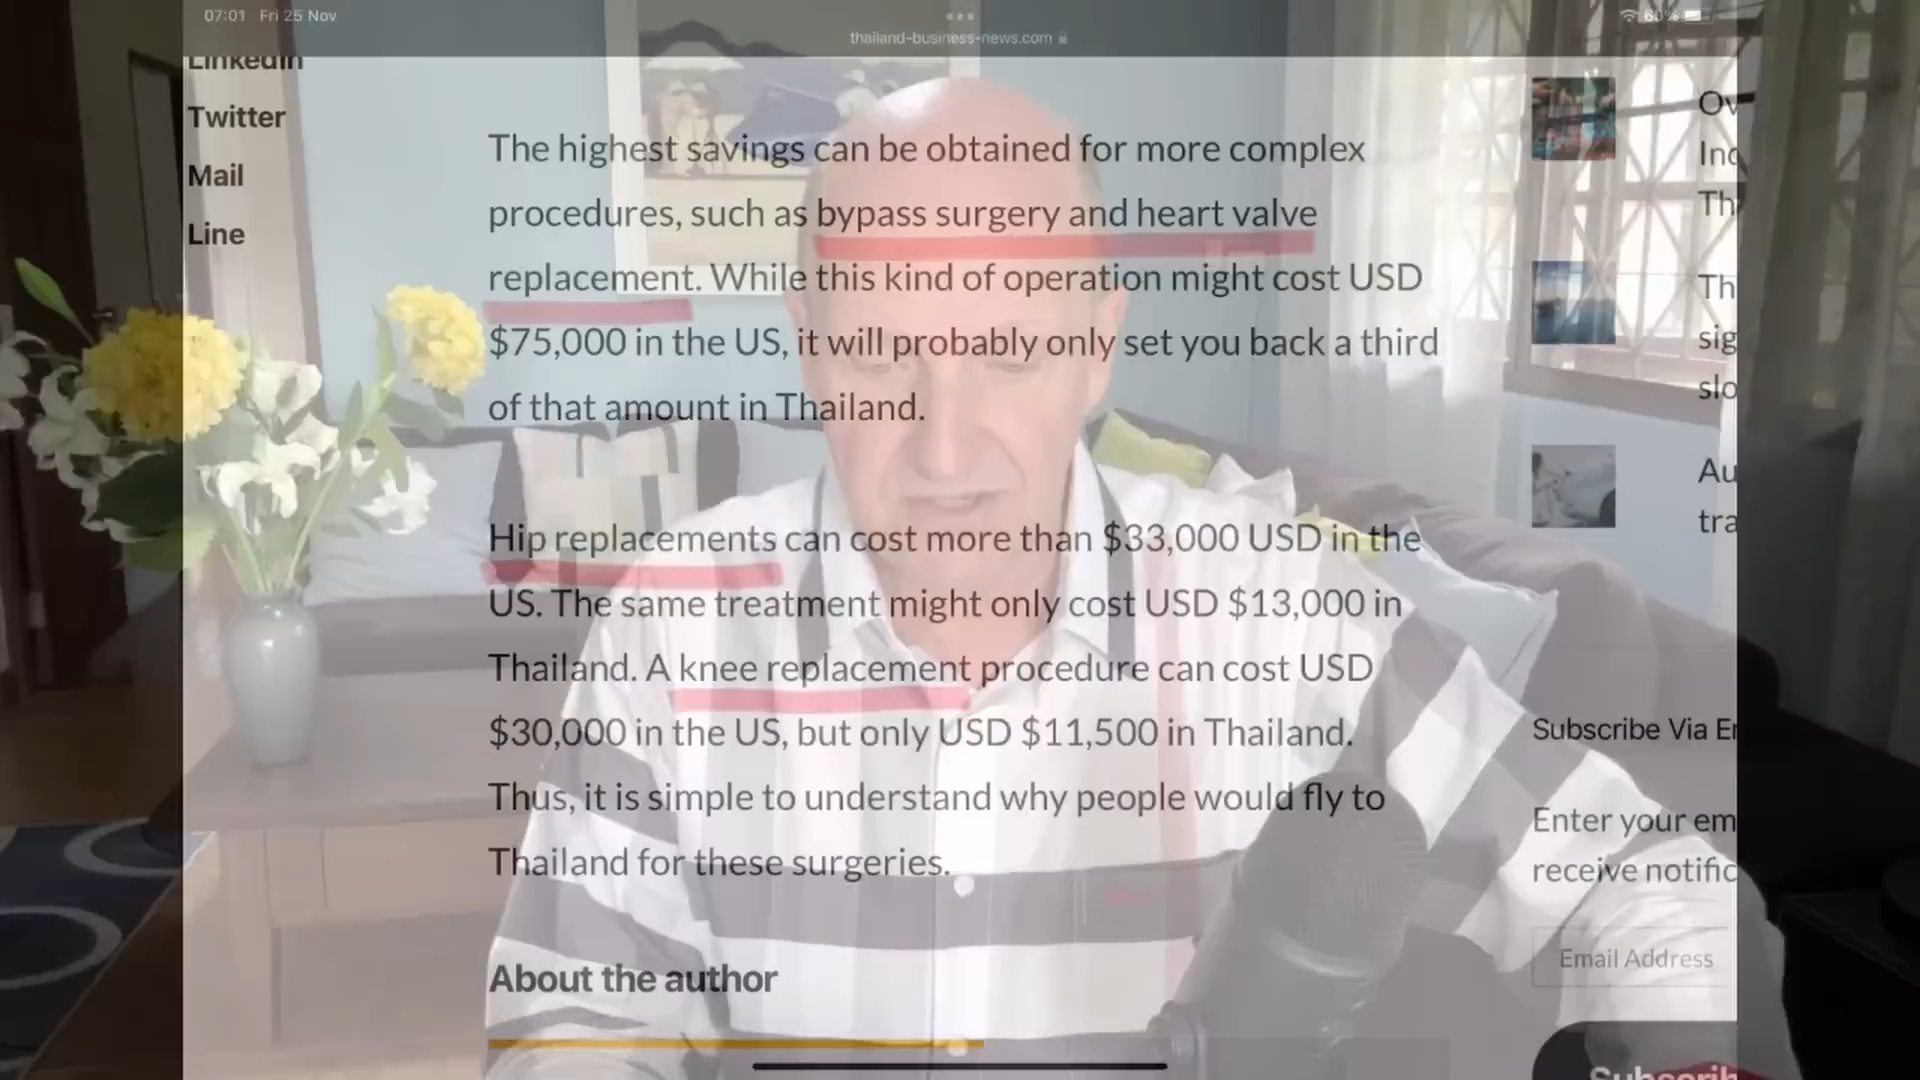 07:01 Fri 25 Nov
60%
thailand-business-news.com
LinkedIn
Twitter
Mail
Line
The highest savings can be obtained for more complex
procedures, such as bypass surgery and heart valve
replacement. While this kind of operation might cost USD
$75,000 in the US, it will probably only set you back a third
of that amount in Thailand.
Hip replacements can cost more than $33,000 USD in the
US. The same treatment might only cost USD $13,000 in
Thailand. A knee replacement procedure can cost USD
$30,000 in the US, but only USD $11,500 in Thailand.
Thus, it is simple to understand why people would fly to
Thailand for these surgeries.
About the author
Subscribe Via
Enter your
receive
Email Address